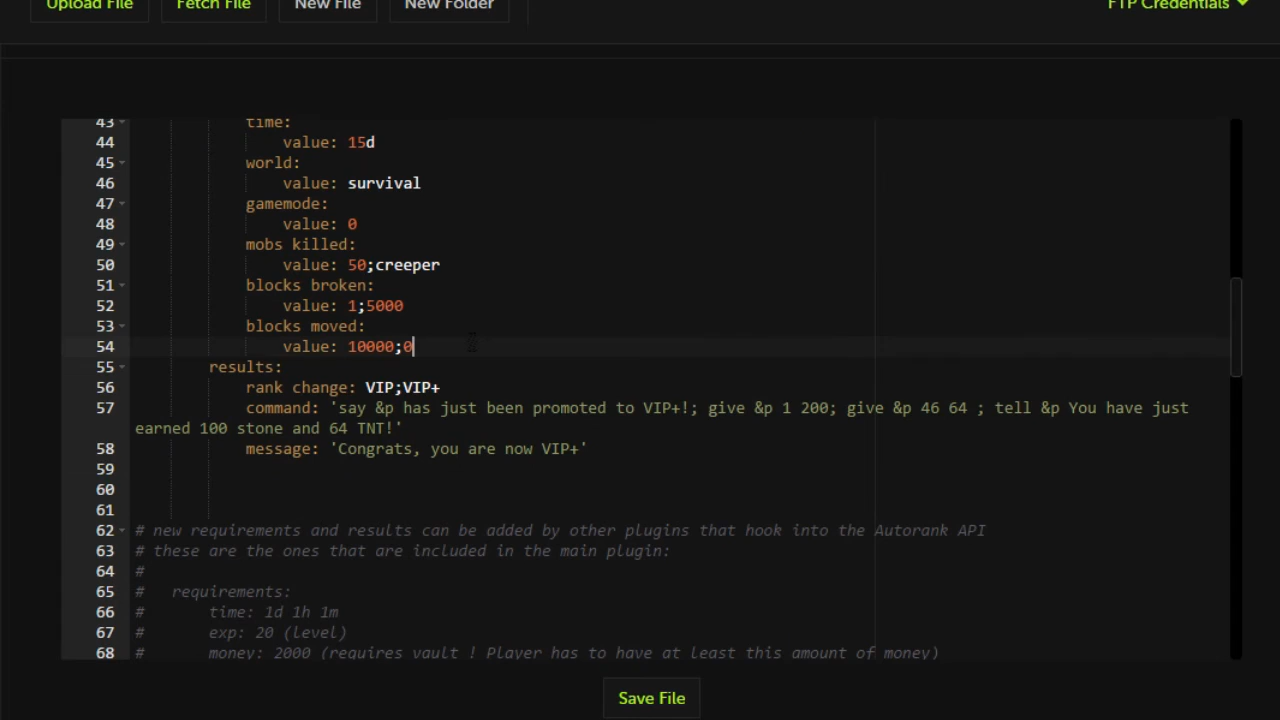 Upload File Fetch File New File New Folder FTP Credentials
43 time:
44 value: 15d
45 world:
46 value: survival
47 gamemode:
48 value: 0
49 mobs killed:
50 value: 50;creeper
51 blocks broken:
52 value: 1;5000
53 blocks moved:
54 value: 10000;0
55 results:
56 rank change: VIP;VIP+
57 command: 'say &p has just been promoted to VIP+!; give &p 1 200; give &p 46 64 ; tell &p You have just
earned 100 stone and 64 TNT!'
58 message: 'Congrats, you are now VIP+'
59
60
61
62 # new requirements and results can be added by other plugins that hook into the Autorank API
63 # these are the ones that are included in the main plugin:
64 #
65 # requirements:
66 # time: 1d 1h 1m
67 # exp: 20 (level)
68 # money: 2000 (requires vault ! Player has to have at least this amount of money)
Save File